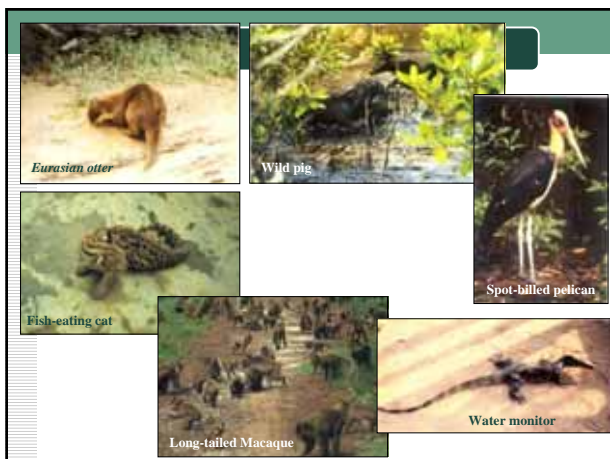 Eurasian otter
Wild pig
Spot-billed pelican
Fish-eating cat
Long-tailed Macaque
Water monitor